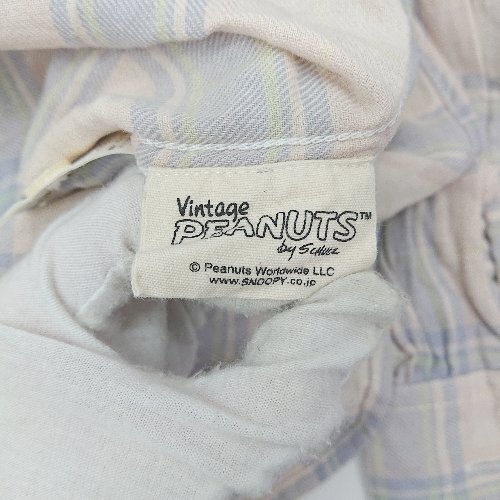 Vintage
PEANUTS™
by SCHULZ
© Peanuts Worldwide LLC
www.SNOOPY.co.jp